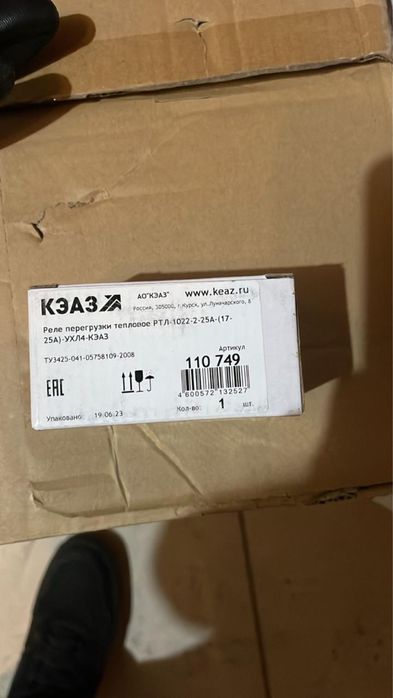 КЭАЗ
АО"КЭАЗ" www.keaz.ru
Россия, 305000, г.Курск, ул.Луначарского, 8
Реле перегрузки тепловое РТЛ-1022-2-25А-(17-
25А)-УХЛ4-КЭАЗ
ТУ3425-041-05758109-2008
Артикул
110 749
EAC
4 600572 132527
Упаковано: 19.06.23 Кол-во: 1 шт.